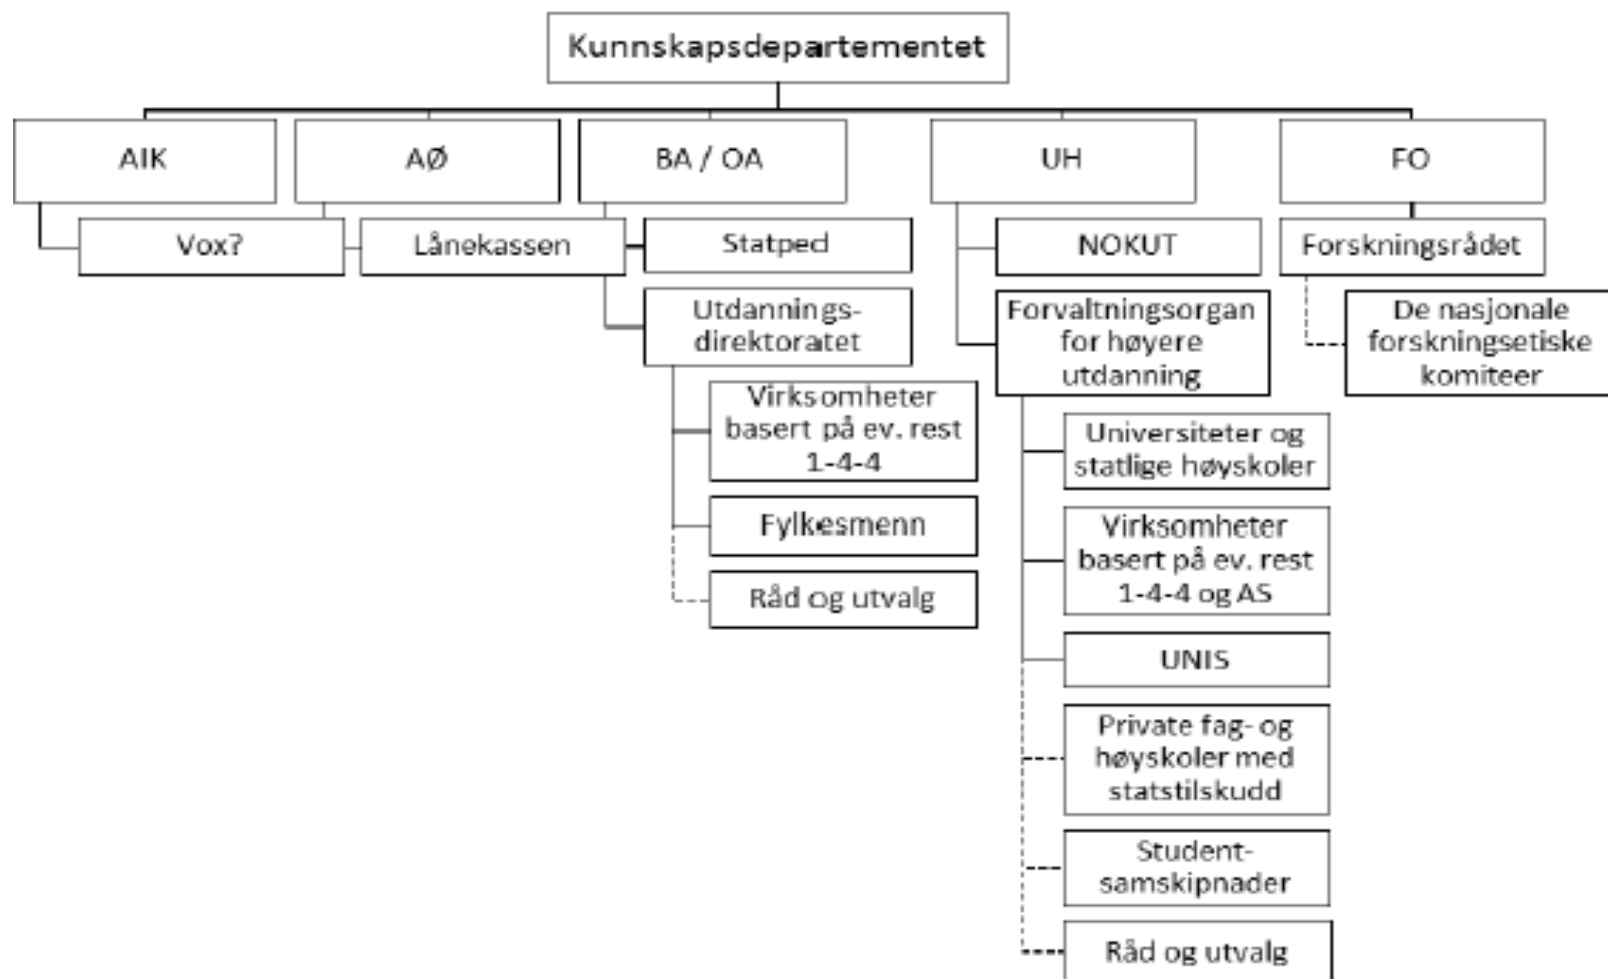 Kunnskapsdepartementet
AIK
AØ
BA / OA
UH
FO
Vox?
Lånekassen
Statped
NOKUT
Forskningsrådet
Utdannings-
direktoratet
Forvaltningsorgan
for høyere
utdanning
De nasjonale
forskningsetiske
komiteer
Virksomheter
basert på ev. rest
1-4-4
Fylkesmenn
Råd og utvalg
Universiteter og
statlige høyskoler
Virksomheter
basert på ev. rest
1-4-4 og AS
UNIS
Private fag- og
høyskoler med
statstilskudd
Student-
samskipnader
Råd og utvalg